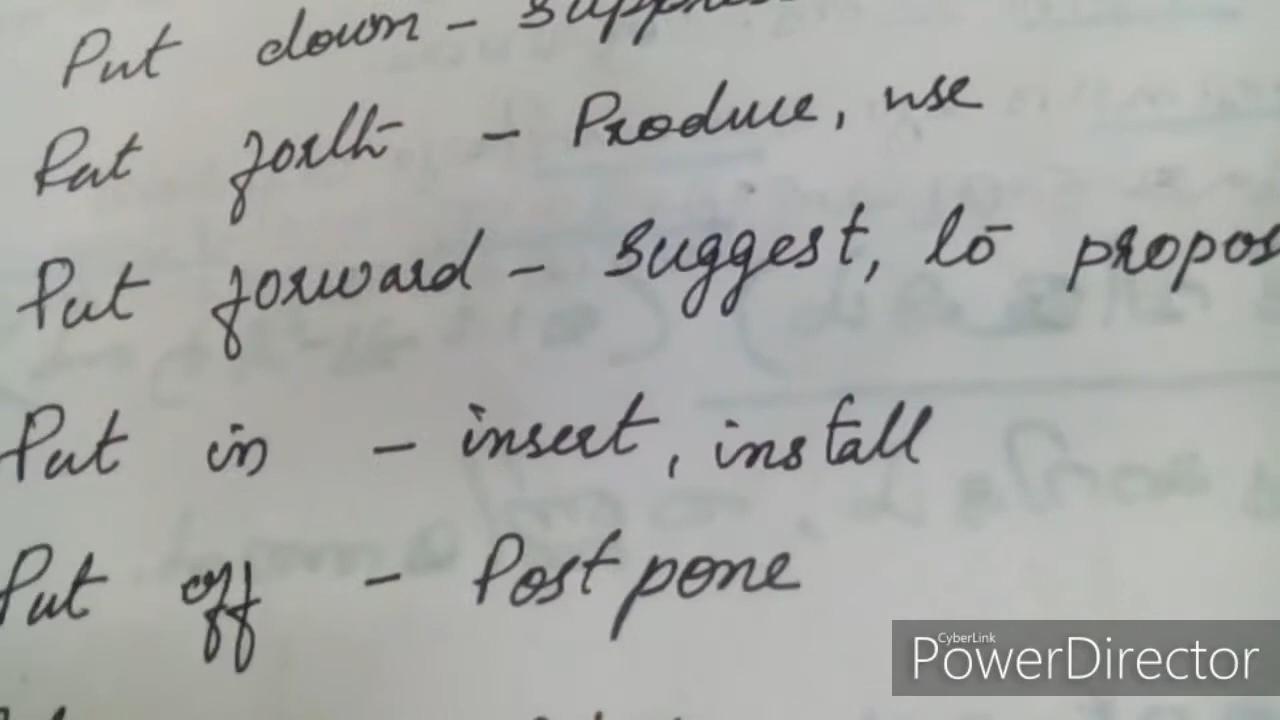 Put down -
Put forth - Produce, use
Put forward - Suggest, to propos
Put in - insert, install
Put off - Postpone
CyberLink
PowerDirector